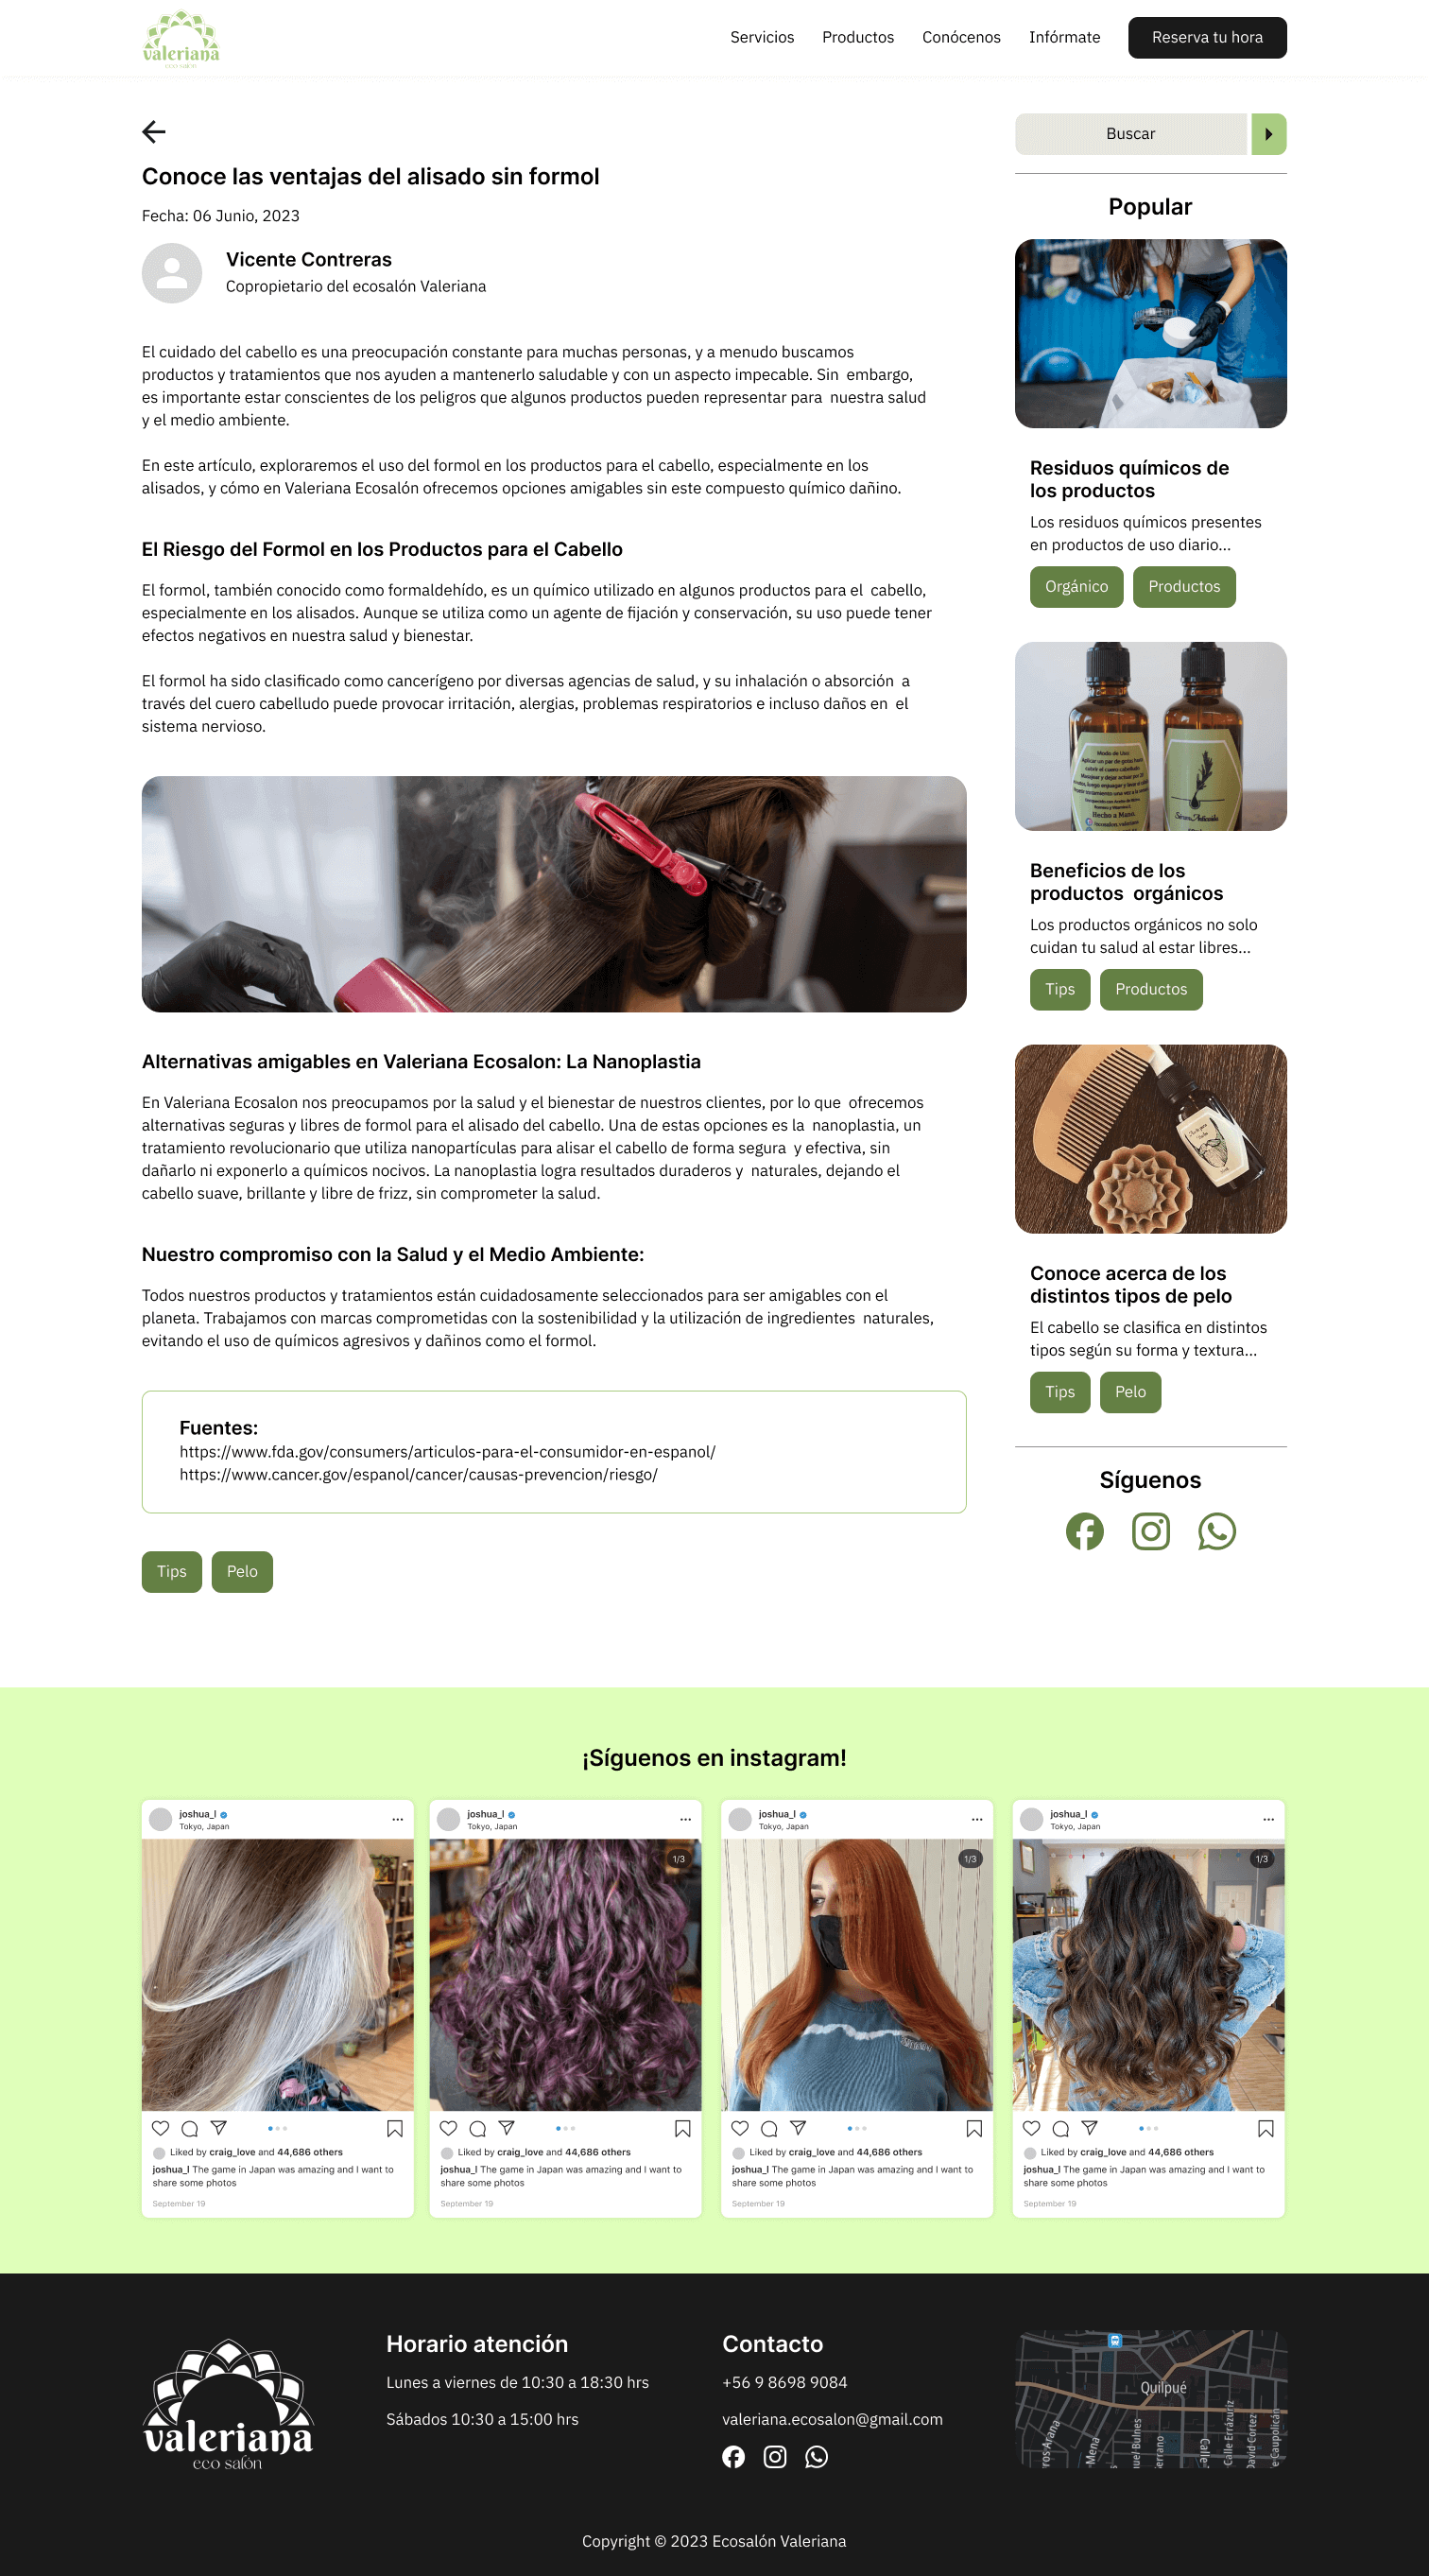 valeriana
eco salón
Servicios
Productos
Conócenos
Infórmate
Reserva tu hora
Conoce las ventajas del alisado sin formol
Fecha: 06 Junio, 2023
Vicente Contreras
Copropietario del ecosalón Valeriana
El cuidado del cabello es una preocupación constante para muchas personas, y a menudo buscamos
productos y tratamientos que nos ayuden a mantenerlo saludable y con un aspecto impecable. Sin  embargo,
es importante estar conscientes de los peligros que algunos productos pueden representar para  nuestra salud
y el medio ambiente.
En este artículo, exploraremos el uso del formol en los productos para el cabello, especialmente en los
alisados, y cómo en Valeriana Ecosalón ofrecemos opciones amigables sin este compuesto químico dañino.
El Riesgo del Formol en los Productos para el Cabello
El formol, también conocido como formaldehído, es un químico utilizado en algunos productos para el  cabello,
especialmente en los alisados. Aunque se utiliza como un agente de fijación y conservación, su uso puede tener
efectos negativos en nuestra salud y bienestar.
El formol ha sido clasificado como cancerígeno por diversas agencias de salud, y su inhalación o absorción  a
través del cuero cabelludo puede provocar irritación, alergias, problemas respiratorios e incluso daños en  el
sistema nervioso.
Alternativas amigables en Valeriana Ecosalon: La Nanoplastia
En Valeriana Ecosalon nos preocupamos por la salud y el bienestar de nuestros clientes, por lo que  ofrecemos
alternativas seguras y libres de formol para el alisado del cabello. Una de estas opciones es la  nanoplastia, un
tratamiento revolucionario que utiliza nanopartículas para alisar el cabello de forma segura  y efectiva, sin
dañarlo ni exponerlo a químicos nocivos. La nanoplastia logra resultados duraderos y  naturales, dejando el
cabello suave, brillante y libre de frizz, sin comprometer la salud.
Nuestro compromiso con la Salud y el Medio Ambiente:
Todos nuestros productos y tratamientos están cuidadosamente seleccionados para ser amigables con el
planeta. Trabajamos con marcas comprometidas con la sostenibilidad y la utilización de ingredientes  naturales,
evitando el uso de químicos agresivos y dañinos como el formol.
Fuentes:
https://www.fda.gov/consumers/articulos-para-el-consumidor-en-espanol/
https://www.cancer.gov/espanol/cancer/causas-prevencion/riesgo/
Tips
Pelo
Buscar
Popular
Residuos químicos de
los productos
Los residuos químicos presentes
en productos de uso diario...
Orgánico
Productos
Modo de Uso
Hecho a Mano.
Beneficios de los
productos  orgánicos
Los productos orgánicos no solo
cuidan tu salud al estar libres...
Tips
Productos
Conoce acerca de los
distintos tipos de pelo
El cabello se clasifica en distintos
tipos según su forma y textura...
Tips
Pelo
Síguenos
¡Síguenos en instagram!
joshua_l
Tokyo, Japan
Liked by craig_love and 44,686 others
joshua_l The game in Japan was amazing and I want to
share some photos
September 19
joshua_l
Tokyo, Japan
1/3
Liked by craig_love and 44,686 others
joshua_l The game in Japan was amazing and I want to
share some photos
September 19
joshua_l
Tokyo, Japan
1/3
Liked by craig_love and 44,686 others
joshua_l The game in Japan was amazing and I want to
share some photos
September 19
joshua_l
Tokyo, Japan
1/3
Liked by craig_love and 44,686 others
joshua_l The game in Japan was amazing and I want to
share some photos
September 19
valeriana
eco salón
Horario atención
Lunes a viernes de 10:30 a 18:30 hrs
Sábados 10:30 a 15:00 hrs
Contacto
+56 9 8698 9084
valeriana.ecosalon@gmail.com
Quilpué
ros Arana
Mena
uel Bulnes
errano
Calle
Calle Errázuriz
David Cortez
e Caupolicán
Copyright © 2023 Ecosalón Valeriana